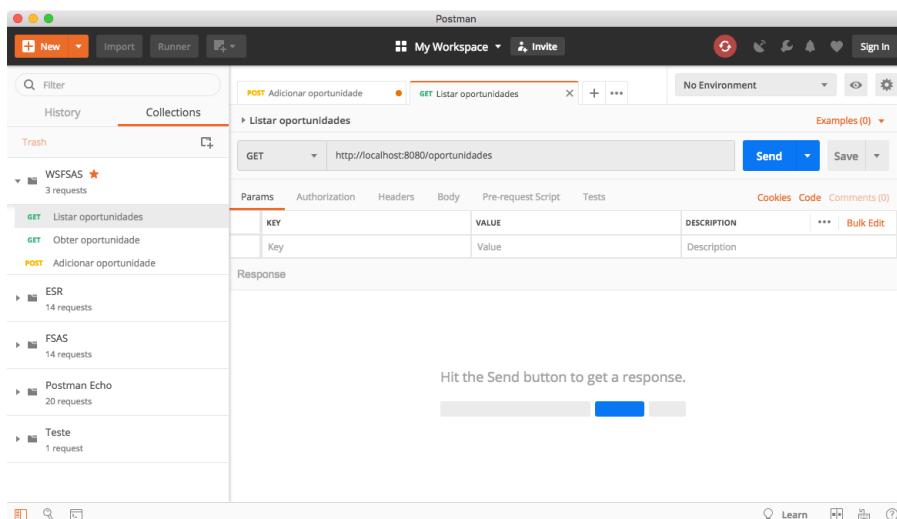 Postman
New
Import
Runner
My Workspace
Invite
Sign In
Filter
History
Collections
Trash
WSFSAS
3 requests
GET Listar oportunidades
GET Obter oportunidade
POST Adicionar oportunidade
ESR
14 requests
FSAS
14 requests
Postman Echo
20 requests
Teste
1 request
POST Adicionar oportunidade
GET Listar oportunidades
No Environment
Listar oportunidades
Examples (0)
GET
http://localhost:8080/oportunidades
Send
Save
Params
Authorization
Headers
Body
Pre-request Script
Tests
Cookies
Code
Comments (0)
KEY
VALUE
DESCRIPTION
Bulk Edit
Key
Value
Description
Response
Hit the Send button to get a response.
Learn